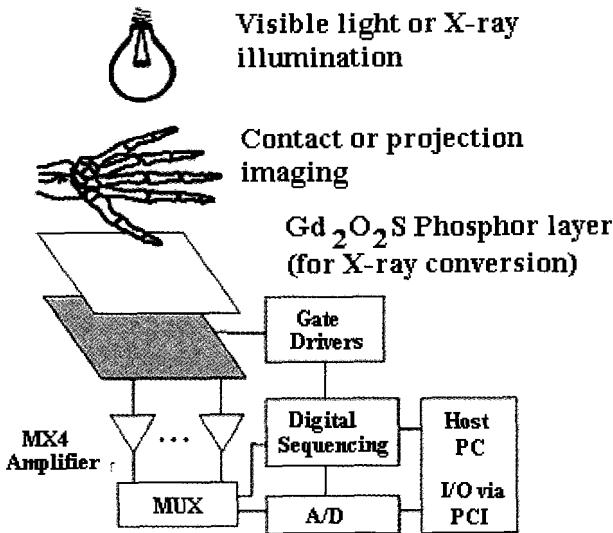 Visible light or X-ray
illumination
Contact or projection
imaging
Gd₂O₂S Phosphor layer
(for X-ray conversion)
Gate
Drivers
MX4
Amplifier
...
Digital
Sequencing
Host
PC
I/O via
PCI
MUX
A/D